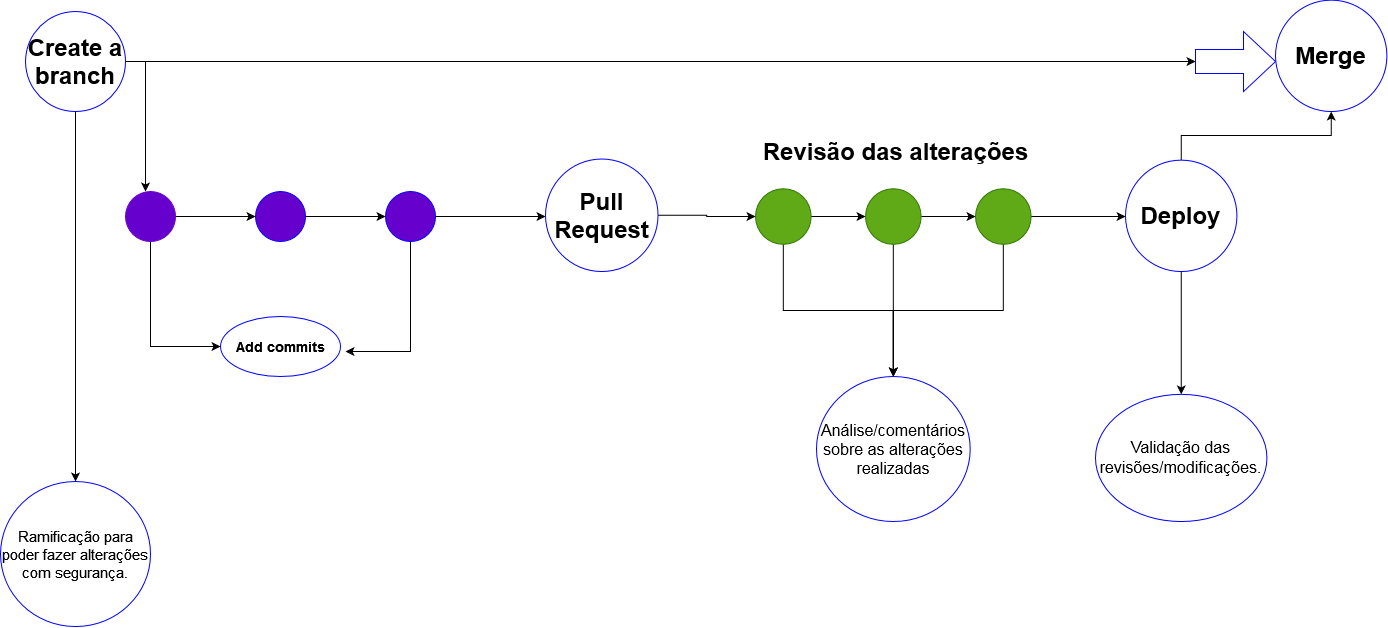 Create a
branch
Merge
Revisão das alterações
Pull
Request
Deploy
Add commits
Análise/comentários
sobre as alterações
realizadas
Validação das
revisões/modificações.
Ramificação para
poder fazer alterações
com segurança.